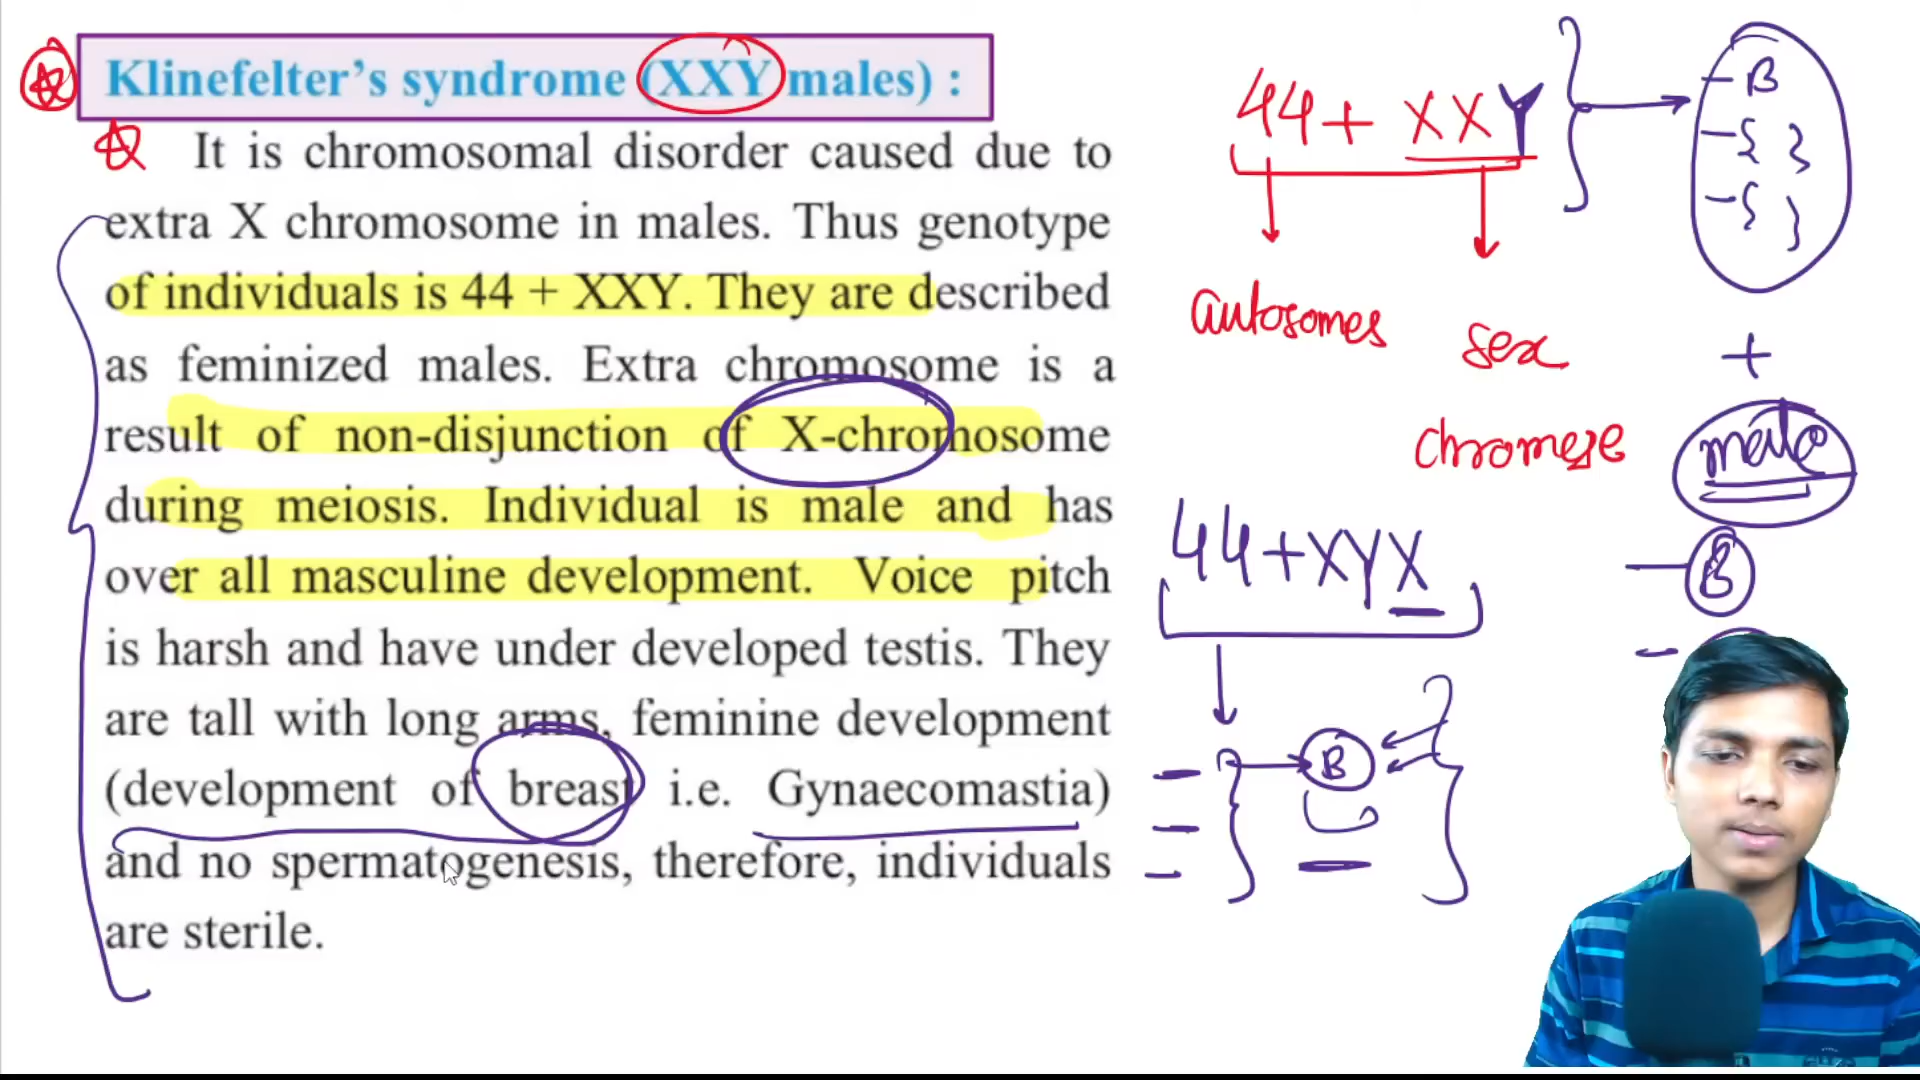 Klinefelter's syndrome (XXY males) :
It is chromosomal disorder caused due to
extra X chromosome in males. Thus genotype
of individuals is 44 + XXY. They are described
as feminized males. Extra chromosome is a
result of non-disjunction of X-chromosome
during meiosis. Individual is male and has
over all masculine development. Voice pitch
is harsh and have under developed testis. They
are tall with long arms, feminine development
(development of breast i.e. Gynaecomastia)
and no spermatogenesis, therefore, individuals
are sterile.
44 + XXY
autosomes
sex
B
+
male
44+XYX
B
B